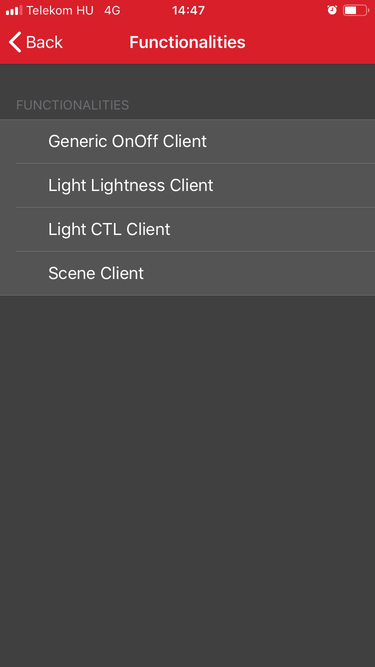 Telekom HU 4G 14:47
Back Functionalities
FUNCTIONALITIES
Generic OnOff Client
Light Lightness Client
Light CTL Client
Scene Client